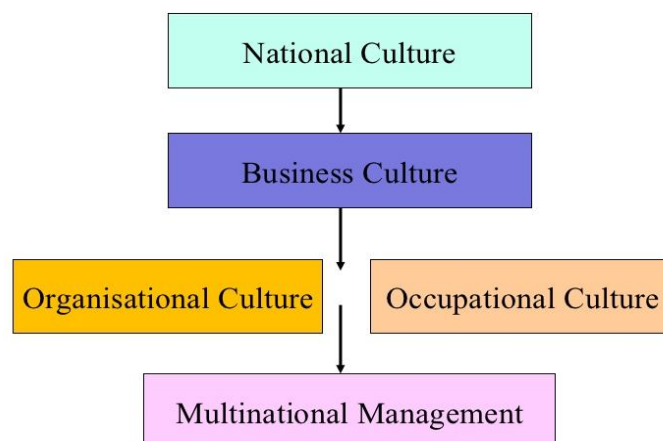 National Culture
Business Culture
Organisational Culture
Occupational Culture
Multinational Management